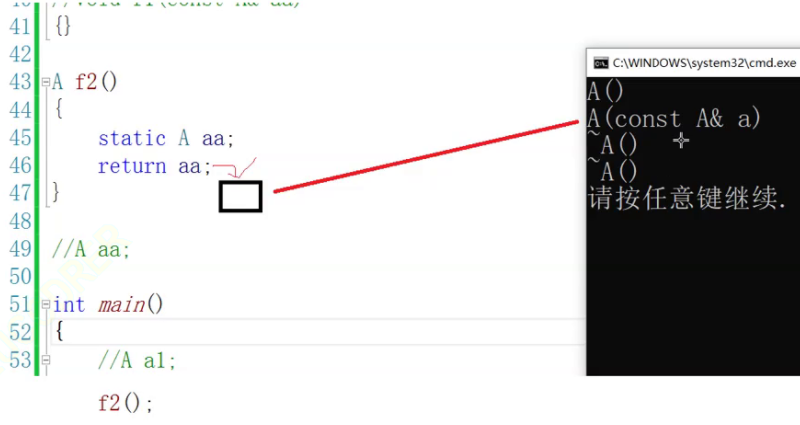 40 //void f1(const A& aa)
41 {}
42
43 A f2()
44 {
45 static A aa;
46 return aa;
47 }
48
49 //A aa;
50
51 int main()
52 {
53 //A a1;
f2();
C:\WINDOWS\system32\cmd.exe
A()
A(const A& a)
~A()
~A()
请按任意键继续.